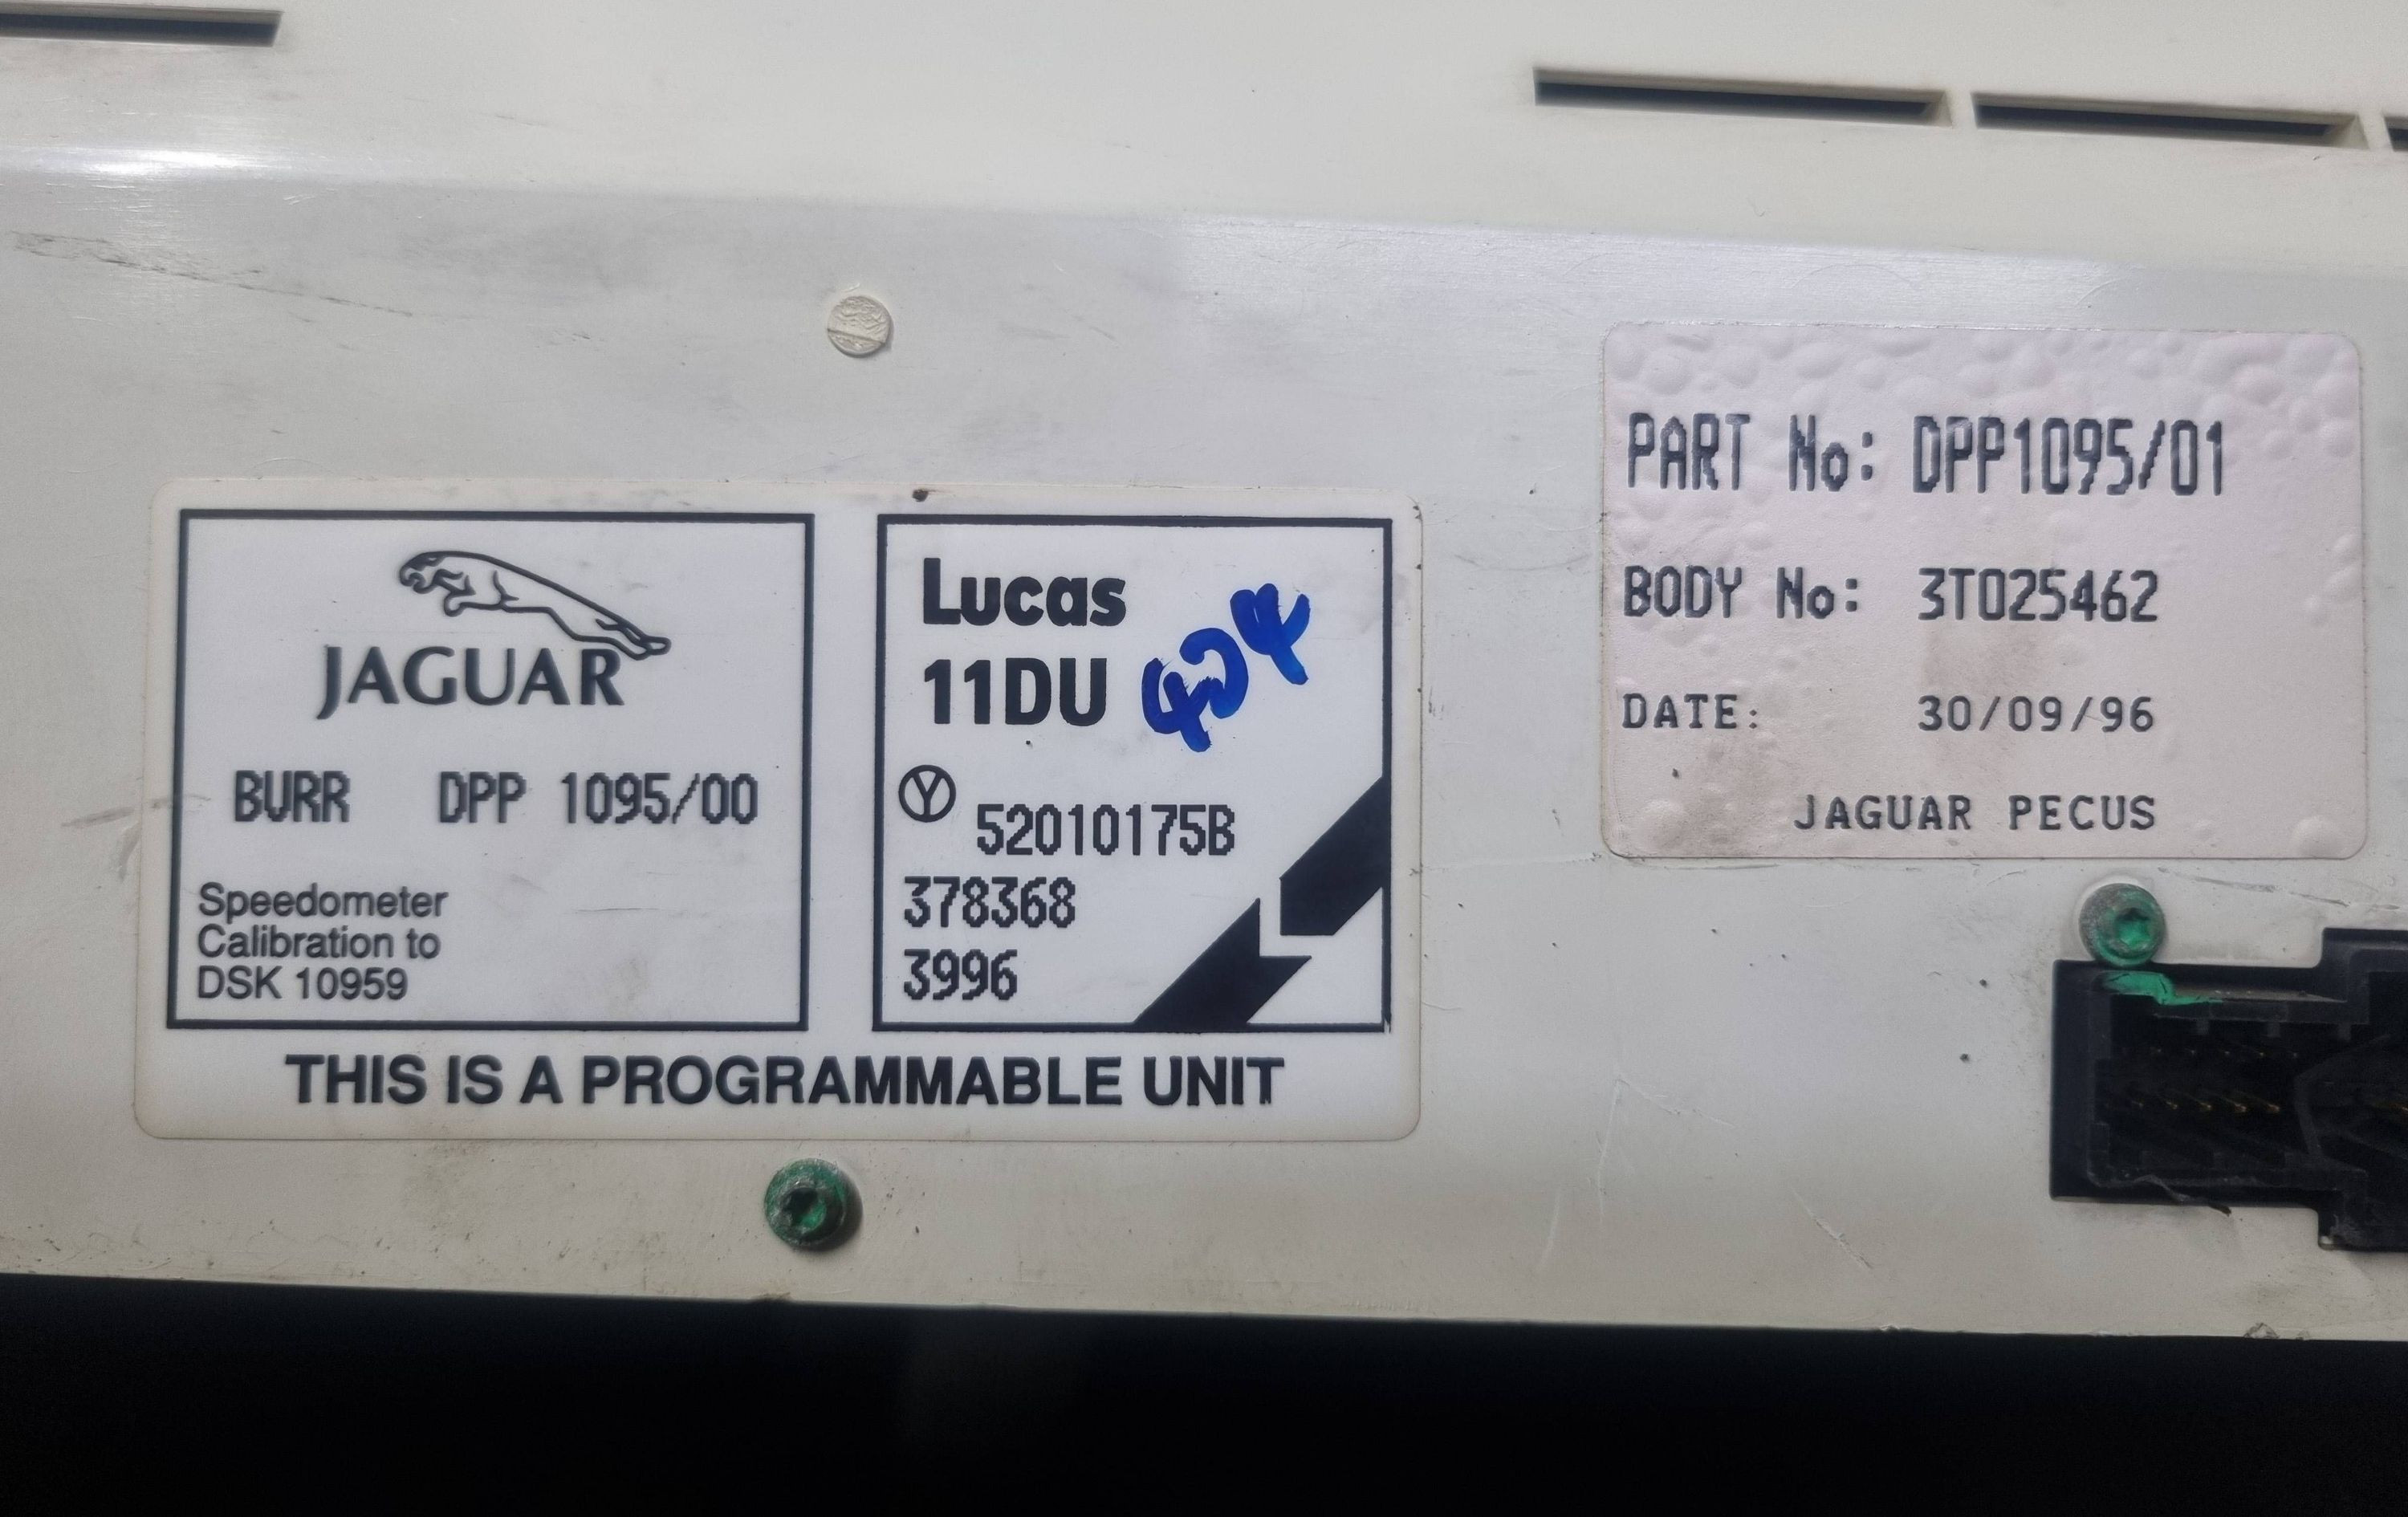 JAGUAR
BURR DPP 1095/00
Speedometer
Calibration to
DSK 10959
Lucas
11DU
Y 52010175B
378368
3996
THIS IS A PROGRAMMABLE UNIT
PART No: DPP1095/01
BODY No: 3T025462
DATE: 30/09/96
JAGUAR PECUS